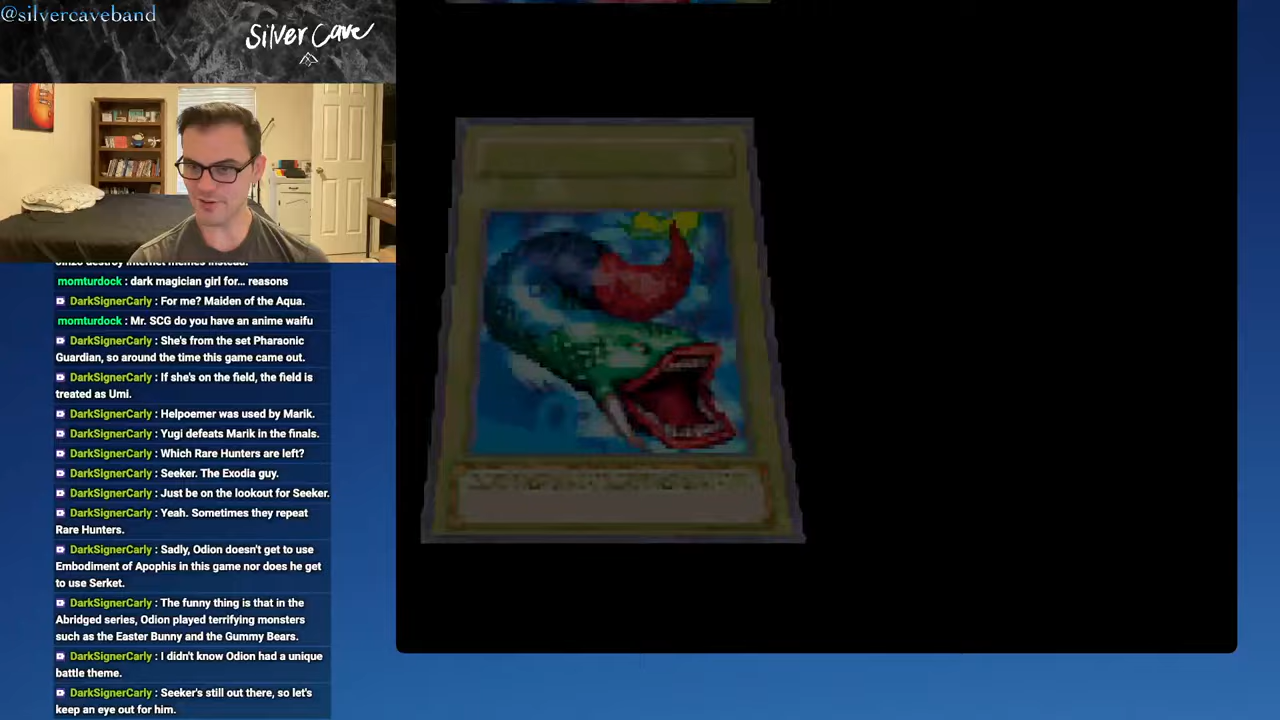 @silvercaveband
Silver Cave
momturdock : dark magician girl for... reasons
DarkSignerCarly : For me? Maiden of the Aqua.
momturdock : Mr. SCG do you have an anime waifu
DarkSignerCarly : She's from the set Pharaonic
Guardian, so around the time this game came out.
DarkSignerCarly : If she's on the field, the field is
treated as Umi.
DarkSignerCarly : Helpoemer was used by Marik.
DarkSignerCarly : Yugi defeats Marik in the finals.
DarkSignerCarly : Which Rare Hunters are left?
DarkSignerCarly : Seeker. The Exodia guy.
DarkSignerCarly : Just be on the lookout for Seeker.
DarkSignerCarly : Yeah. Sometimes they repeat
Rare Hunters.
DarkSignerCarly : Sadly, Odion doesn't get to use
Embodiment of Apophis in this game nor does he get
to use Serket.
DarkSignerCarly : The funny thing is that in the
Abridged series, Odion played terrifying monsters
such as the Easter Bunny and the Gummy Bears.
DarkSignerCarly : I didn't know Odion had a unique
battle theme.
DarkSignerCarly : Seeker's still out there, so let's
keep an eye out for him.